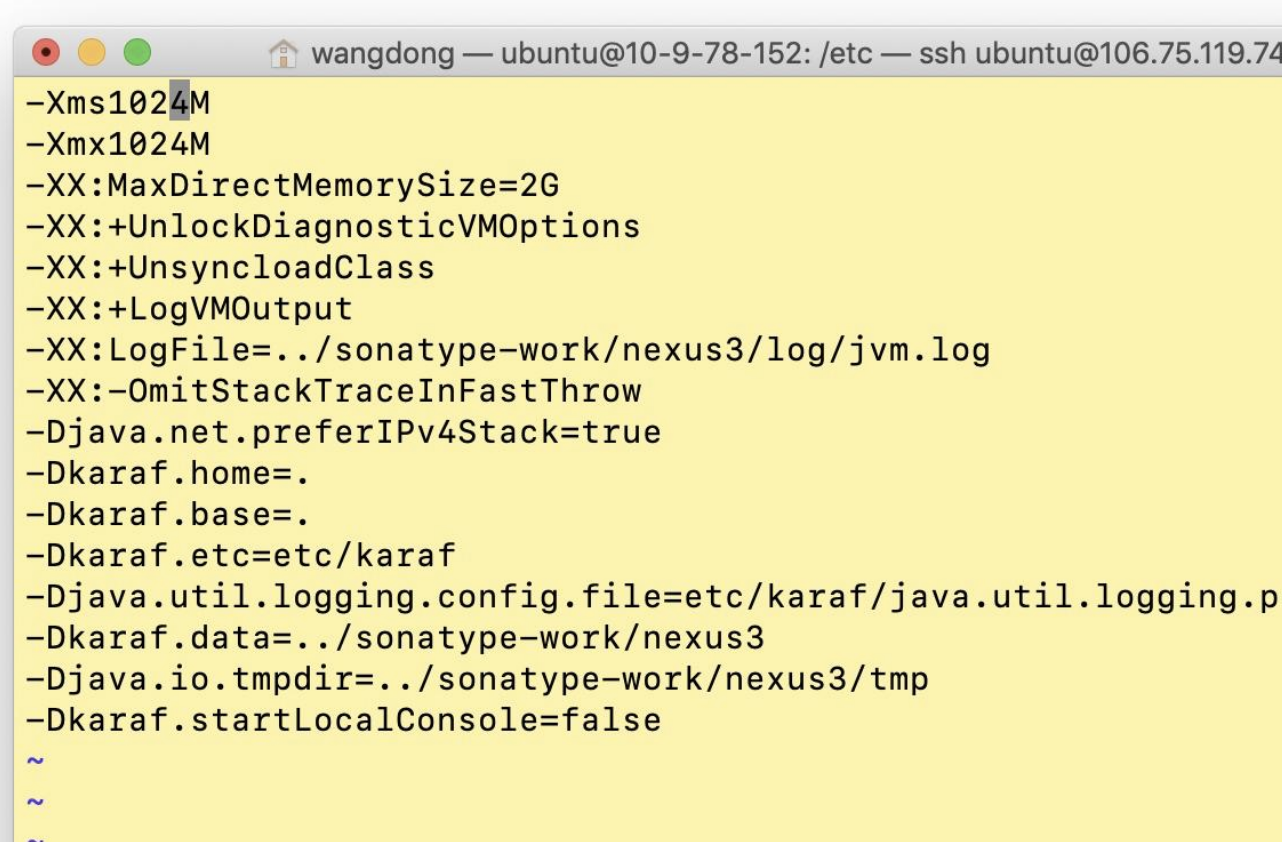 wangdong — ubuntu@10-9-78-152: /etc — ssh ubuntu@106.75.119.74
-Xms1024M
-Xmx1024M
-XX:MaxDirectMemorySize=2G
-XX:+UnlockDiagnosticVMOptions
-XX:+UnsyncloadClass
-XX:+LogVMOutput
-XX:LogFile=../sonatype-work/nexus3/log/jvm.log
-XX:-OmitStackTraceInFastThrow
-Djava.net.preferIPv4Stack=true
-Dkaraf.home=.
-Dkaraf.base=.
-Dkaraf.etc=etc/karaf
-Djava.util.logging.config.file=etc/karaf/java.util.logging.p
-Dkaraf.data=../sonatype-work/nexus3
-Djava.io.tmpdir=../sonatype-work/nexus3/tmp
-Dkaraf.startLocalConsole=false
~
~
~